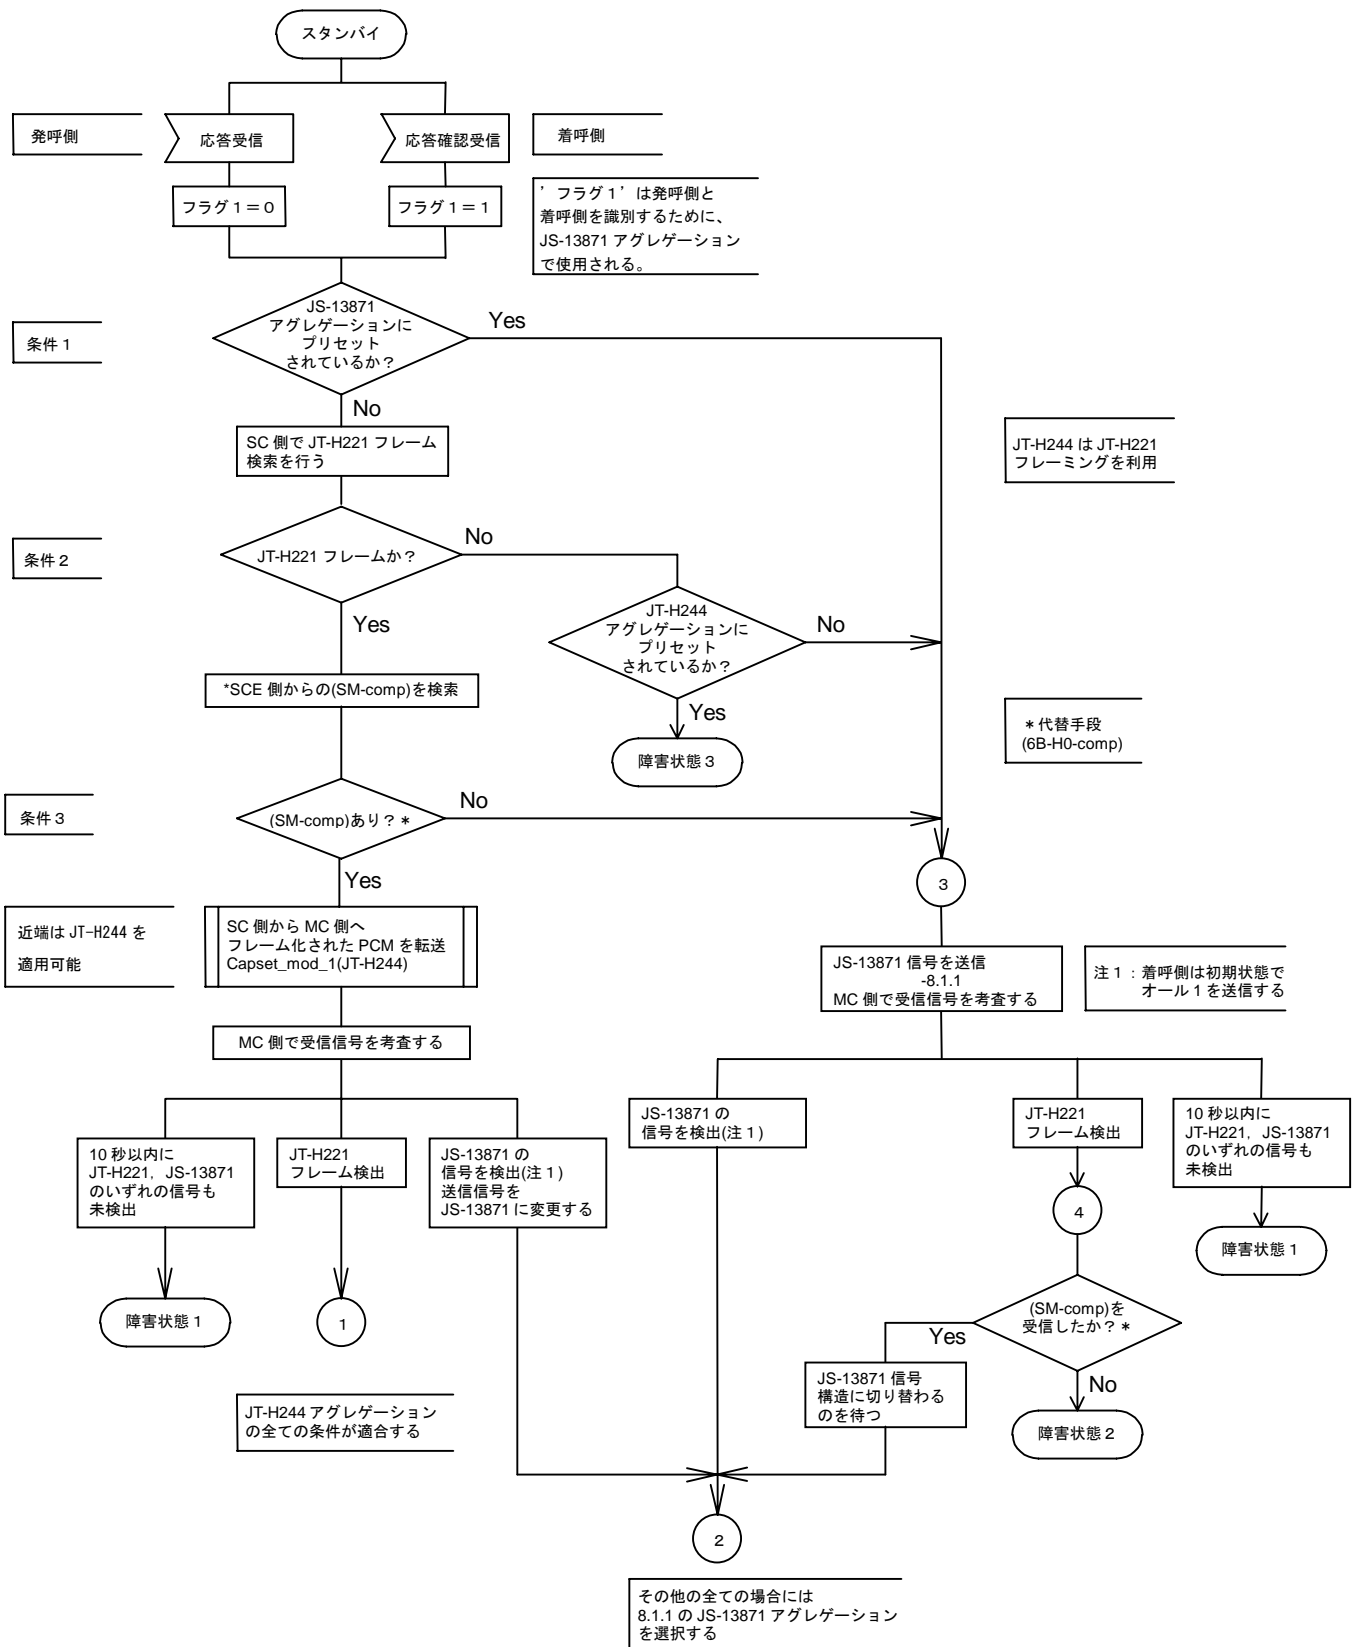 スタンバイ
発呼側
応答受信
応答確認受信
着呼側
フラグ1=0
フラグ1=1
’フラグ1’は発呼側と
着呼側を識別するために、
JS-13871 アグレゲーション
で使用される。
条件1
JS-13871
アグレゲーションに
プリセット
されているか?
Yes
No
SC 側で JT-H221 フレーム
検索を行う
JT-H244 は JT-H221
フレーミングを利用
条件2
JT-H221 フレームか?
No
Yes
JT-H244
アグレゲーションに
プリセット
されているか?
No
Yes
*SCE 側からの(SM-comp)を検索
障害状態3
*代替手段
(6B-H0-comp)
条件3
(SM-comp)あり?*
No
Yes
3
近端は JT-H244 を
適用可能
SC 側から MC 側へ
フレーム化された PCM を転送
Capset_mod_1(JT-H244)
JS-13871 信号を送信
-8.1.1
MC 側で受信信号を考査する
注1:着呼側は初期状態で
オール1を送信する
MC 側で受信信号を考査する
10 秒以内に
JT-H221,JS-13871
のいずれの信号も
未検出
JT-H221
フレーム検出
JS-13871 の
信号を検出(注1)
送信信号を
JS-13871 に変更する
JS-13871 の
信号を検出(注1)
JT-H221
フレーム検出
10 秒以内に
JT-H221,JS-13871
のいずれの信号も
未検出
4
障害状態1
障害状態1
1
(SM-comp)を
受信したか?*
Yes
No
JS-13871 信号
構造に切り替わる
のを待つ
障害状態2
JT-H244 アグレゲーション
の全ての条件が適合する
2
その他の全ての場合には
8.1.1 の JS-13871 アグレゲーション
を選択する